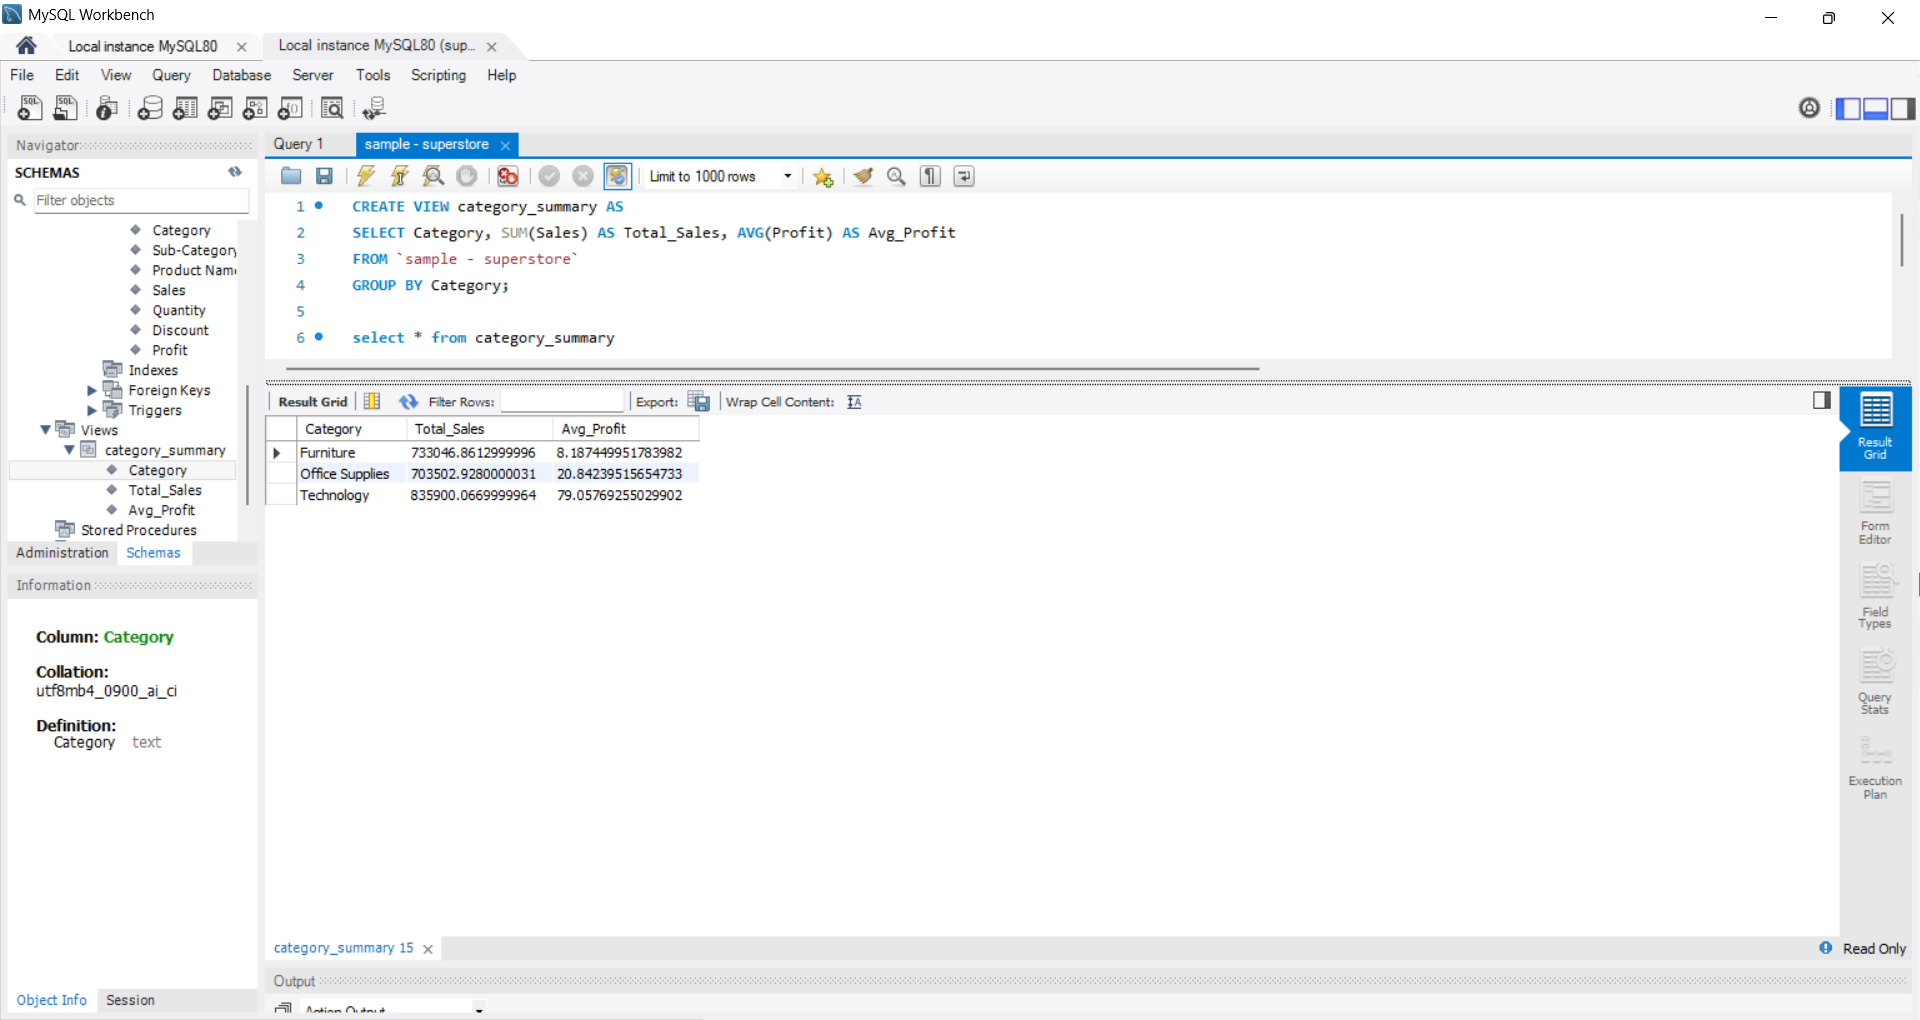 MySQL Workbench
Local instance MySQL80
Local instance MySQL80 (sup...
File Edit View Query Database Server Tools Scripting Help
Navigator
SCHEMAS
Filter objects
Category
Sub-Category
Product Nam
Sales
Quantity
Discount
Profit
Indexes
Foreign Keys
Triggers
Views
category_summary
Category
Total_Sales
Avg_Profit
Stored Procedures
Administration Schemas
Information
Column: Category
Collation:
utf8mb4_0900_ai_ci
Definition:
Category text
Object Info Session
Query 1 sample - superstore
Limit to 1000 rows
1 CREATE VIEW category_summary AS
2 SELECT Category, SUM(Sales) AS Total_Sales, AVG(Profit) AS Avg_Profit
3 FROM `sample - superstore`
4 GROUP BY Category;
5
6 select * from category_summary
Result Grid Filter Rows: Export: Wrap Cell Content:
Category Total_Sales Avg_Profit
Furniture 733046.8612999996 8.187449951783982
Office Supplies 703502.9280000031 20.84239515654733
Technology 835900.0669999964 79.05769255029902
Result
Grid
Form
Editor
Field
Types
Query
Stats
Execution
Plan
category_summary 15
Read Only
Output
Action Output